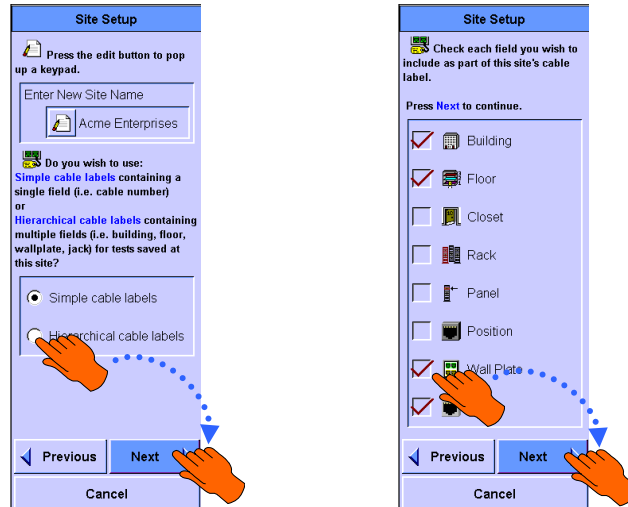 Site Setup
Press the edit button to pop
up a keypad.
Enter New Site Name
Acme Enterprises
Do you wish to use:
Simple cable labels containing a
single field (i.e. cable number)
or
Hierarchical cable labels containing
multiple fields (i.e. building, floor,
wallplate, jack) for tests saved at
this site?
Simple cable labels
Hierarchical cable labels
Previous
Next
Cancel
Site Setup
Check each field you wish to
include as part of this site's cable
label.
Press Next to continue.
Building
Floor
Closet
Rack
Panel
Position
Wall Plate
Previous
Next
Cancel